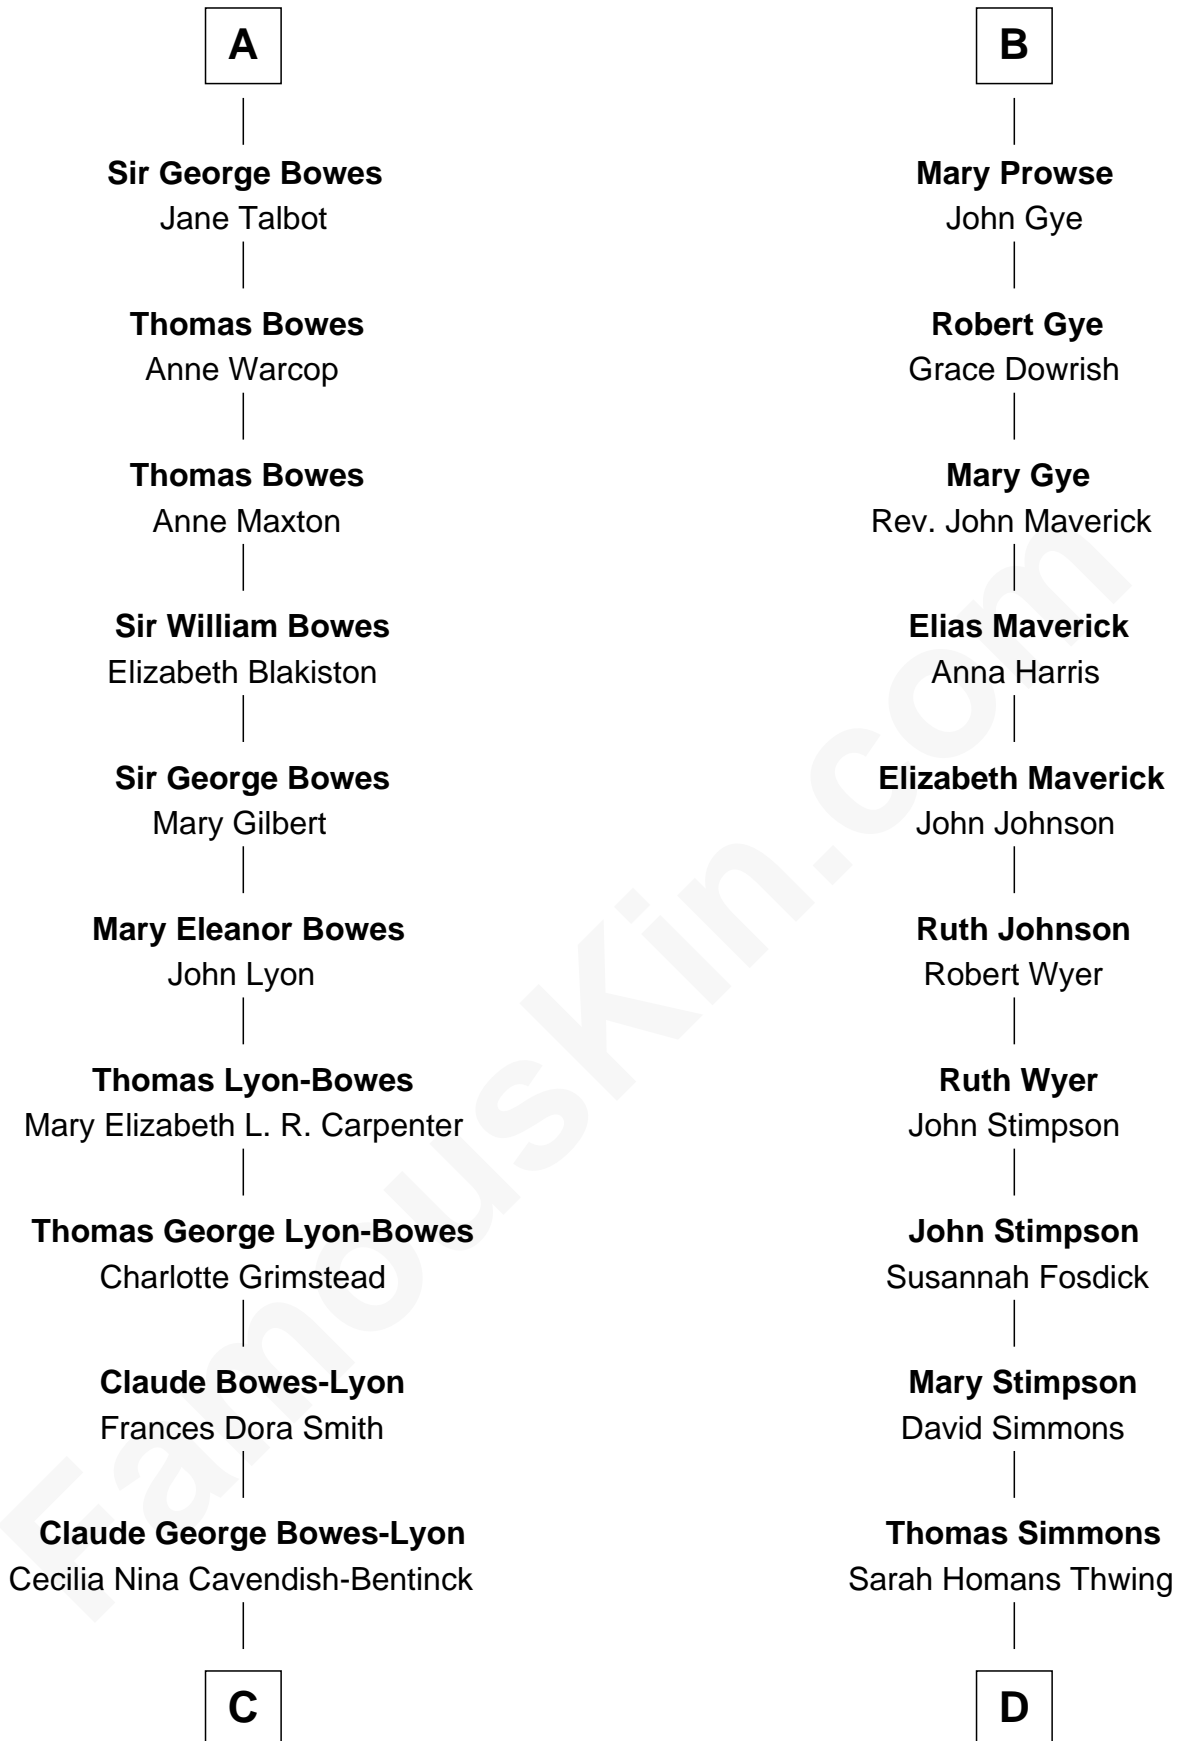 A
Sir George Bowes
Jane Talbot
Thomas Bowes
Anne Warcop
Thomas Bowes
Anne Maxton
Sir William Bowes
Elizabeth Blakiston
Sir George Bowes
Mary Gilbert
Mary Eleanor Bowes
John Lyon
Thomas Lyon-Bowes
Mary Elizabeth L. R. Carpenter
Thomas George Lyon-Bowes
Charlotte Grimstead
Claude Bowes-Lyon
Frances Dora Smith
Claude George Bowes-Lyon
Cecilia Nina Cavendish-Bentinck
C
B
Mary Prowse
John Gye
Robert Gye
Grace Dowrish
Mary Gye
Rev. John Maverick
Elias Maverick
Anna Harris
Elizabeth Maverick
John Johnson
Ruth Johnson
Robert Wyer
Ruth Wyer
John Stimpson
John Stimpson
Susannah Fosdick
Mary Stimpson
David Simmons
Thomas Simmons
Sarah Homans Thwing
D
FamousKin.com